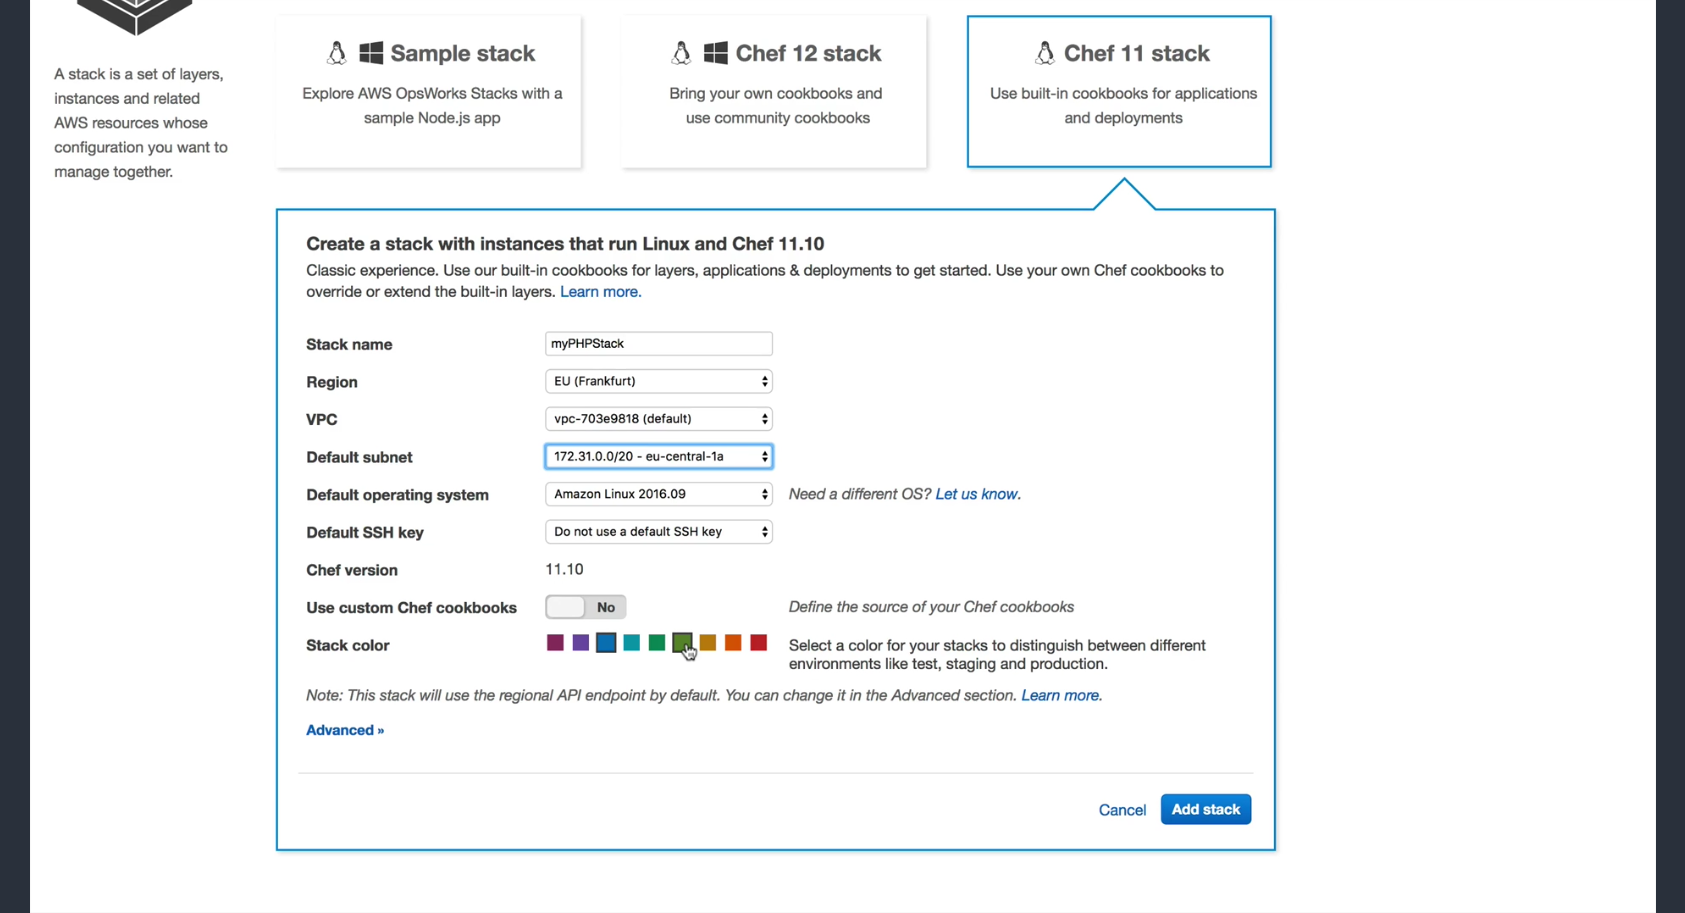 A stack is a set of layers,
instances and related
AWS resources whose
configuration you want to
manage together.
Sample stack
Explore AWS OpsWorks Stacks with a
sample Node.js app
Chef 12 stack
Bring your own cookbooks and
use community cookbooks
Chef 11 stack
Use built-in cookbooks for applications
and deployments
Create a stack with instances that run Linux and Chef 11.10
Classic experience. Use our built-in cookbooks for layers, applications & deployments to get started. Use your own Chef cookbooks to
override or extend the built-in layers. Learn more.
Stack name myPHPStack
Region EU (Frankfurt)
VPC vpc-703e9818 (default)
Default subnet 172.31.0.0/20 - eu-central-1a
Default operating system Amazon Linux 2016.09 Need a different OS? Let us know.
Default SSH key Do not use a default SSH key
Chef version 11.10
Use custom Chef cookbooks No Define the source of your Chef cookbooks
Stack color Select a color for your stacks to distinguish between different
environments like test, staging and production.
Note: This stack will use the regional API endpoint by default. You can change it in the Advanced section. Learn more.
Advanced »
Cancel Add stack